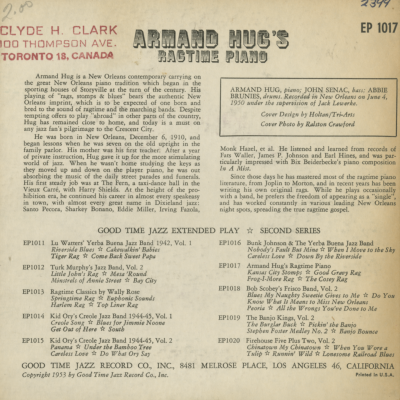 2.00
2344
EP 1017
CLYDE H. CLARK
100 THOMPSON AVE.
TORONTO 18, CANADA
ARMAND HUG'S
RAGTIME PIANO
Armand Hug is a New Orleans contemporary carrying on
the great New Orleans piano tradition which began in the
sporting houses of Storyville at the turn of the century. His
playing of "rags, stomps & blues" bears the authentic New
Orleans imprint, which is to be expected of one born and
bred to the sound of ragtime and the marching bands. Despite
tempting offers to play "abroad" in other parts of the country,
Hug has remained close to home, and today is a must on
any jazz fan's pilgrimage to the Crescent City.
He was born in New Orleans, December 6, 1910, and
began lessons when he was seven on the old upright in the
family parlor. His mother was his first teacher. After a year
of private instruction, Hug gave it up for the more stimulating
world of jazz. When he wasn't home studying the keys as
they moved up and down on the player piano, he was out
absorbing the music of the daily street parades and funerals.
His first steady job was at The Fern, a taxi-dance hall in the
Vieux Carré, with Harry Shields. At the height of the pro-
hibition era, he continued his career in almost every speakeasy
in town, with almost every great name in Dixieland jazz:
Santo Pecora, Sharkey Bonano, Eddie Miller, Irving Fasola,
ARMAND HUG, piano; JOHN SENAC, bass; ABBIE
BRUNIES, drums. Recorded in New Orleans on June 4,
1950 under the supervision of Jack Lewerke.
Cover Design by Holton/Tri-Arts
Cover Photo by Ralston Crawford
Monk Hazel, et al. He listened and learned from records of
Fats Waller, James P. Johnson and Earl Hines, and was par-
ticularly impressed with Bix Beiderbecke's piano composition
In A Mist.
Since those days he has mastered most of the ragtime piano
literature, from Joplin to Morton, and in recent years has been
writing his own original rags. While he plays occasionally
with a band, he prefers the freedom of appearing as a "single",
and has worked constantly in various leading New Orleans
night spots, spreading the true ragtime gospel.
GOOD TIME JAZZ EXTENDED PLAY ☆ SECOND SERIES
EP1011 Lu Watters' Yerba Buena Jazz Band 1942, Vol. 1
Riverside Blues ☆ Cakewalkin' Babies
Tiger Rag ☆ Come Back Sweet Papa
EP1012 Turk Murphy's Jazz Band, Vol. 2
Little John's Rag ☆ Mesa 'Round
Minstrels of Annie Street ☆ Bay City
EP1013 Ragtime Classics by Wally Rose
Springtime Rag ☆ Euphonic Sounds
Harlem Rag ☆ Top Liner Rag
EP1014 Kid Ory's Creole Jazz Band 1944-45, Vol. 1
Creole Song ☆ Blues for Jimmie Noone
Get Out of Here ☆ South
EP1015 Kid Ory's Creole Jazz Band 1944-45, Vol. 2
Panama ☆ Under the Bamboo Tree
Careless Love ☆ Do What Ory Say
EP1016 Bunk Johnson & The Yerba Buena Jazz Band
Nobody's Fault But Mine ☆ When I Move to the Sky
Careless Love ☆ Down By the Riverside
EP1017 Armand Hug's Ragtime Piano
Kansas City Stomps ☆ Good Gravy Rag
Frog-I-More Rag ☆ The Cozey Rag
EP1018 Bob Scobey's Frisco Band, Vol. 2
Blues My Naughty Sweetie Gives to Me ☆ Do You
Know What It Means to Miss New Orleans
Peoria ☆ All the Wrongs You've Done to Me
EP1019 The Banjo Kings, Vol. 2
The Burglar Buck ☆ Pickin' the Banjo
Stephen Foster Medley No. 2 ☆ Banjo Bounce
EP1020 Firehouse Five Plus Two, Vol. 2
Chinatown My Chinatown ☆ When You Wore a
Tulip ☆ Runnin' Wild ☆ Lonesome Railroad Blues
GOOD TIME JAZZ RECORD CO., INC., 8481 MELROSE PLACE, LOS ANGELES 46, CALIFORNIA
Copyright 1953 by Good Time Jazz Record Co., Inc.
Printed in U.S.A.